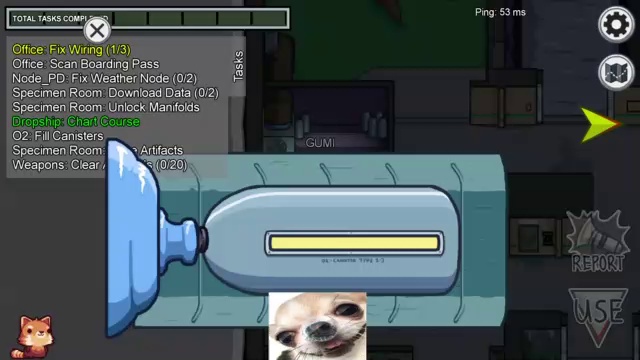 TOTAL TASKS COMPL
Ping: 53 ms
Office: Fix Wiring (1/3)
Office: Scan Boarding Pass
Node_PD: Fix Weather Node (0/2)
Specimen Room: Download Data (0/2)
Specimen Room: Unlock Manifolds
Dropship: Chart Course
O2: Fill Canisters
Specimen Room: Artifacts
Weapons: Clear (0/20)
Tasks
GUMI
REPORT
USE